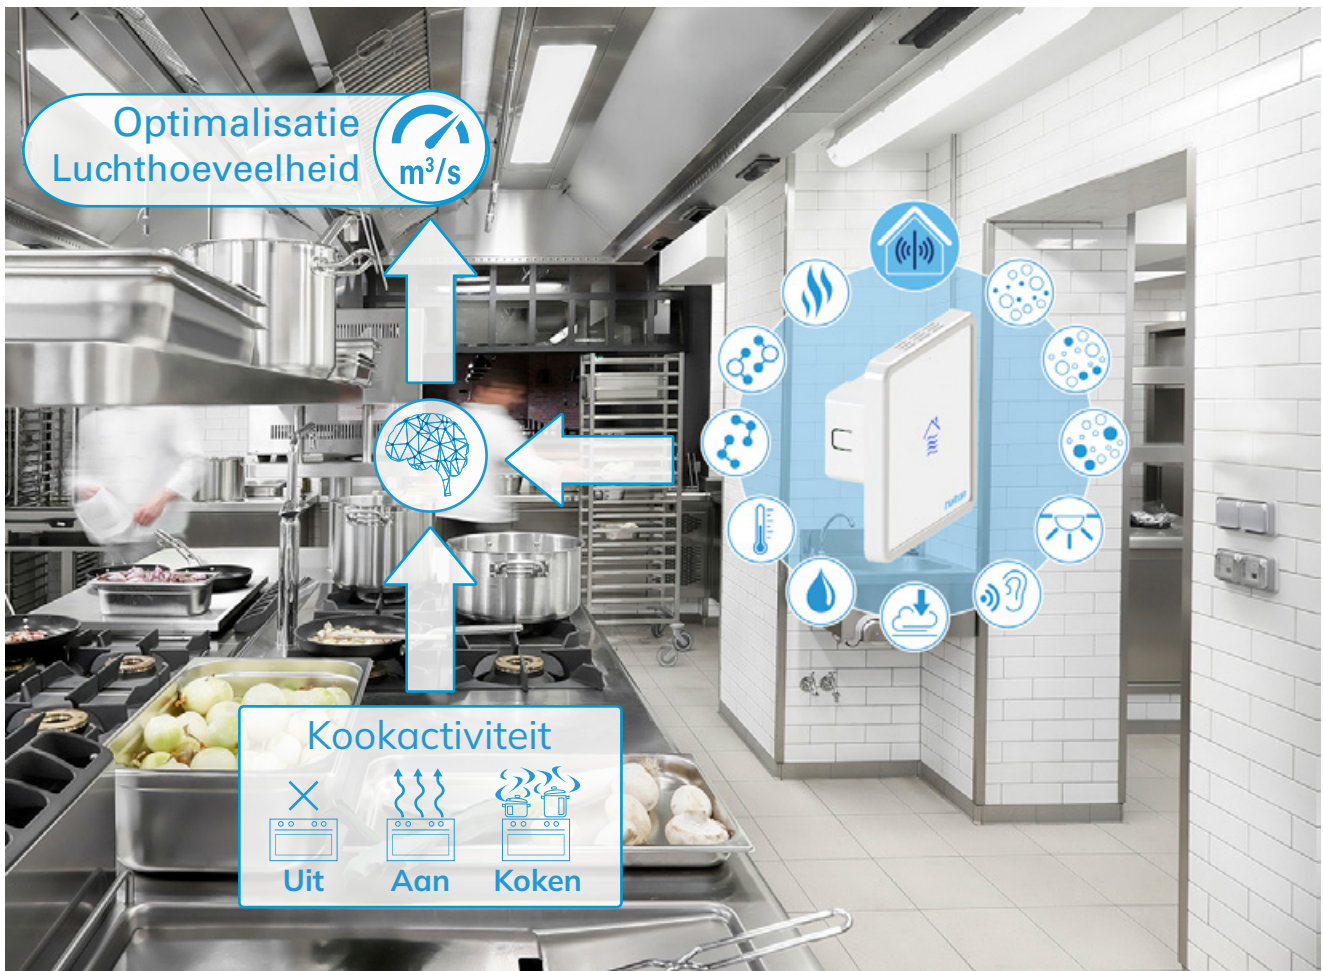 Optimalisatie
Luchthoeveelheid
m³/s
Kookactiviteit
Uit Aan Koken